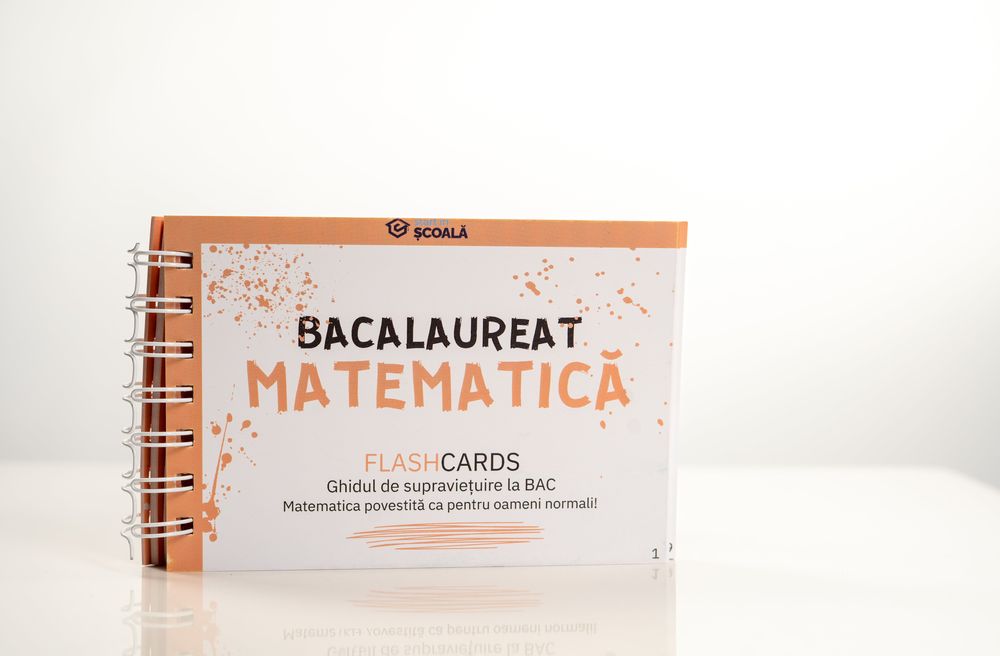 ȘCOALĂ
BACALAUREAT
MATEMATICĂ
FLASHCARDS
Ghidul de supraviețuire la BAC
Matematica povestită ca pentru oameni normali!
1